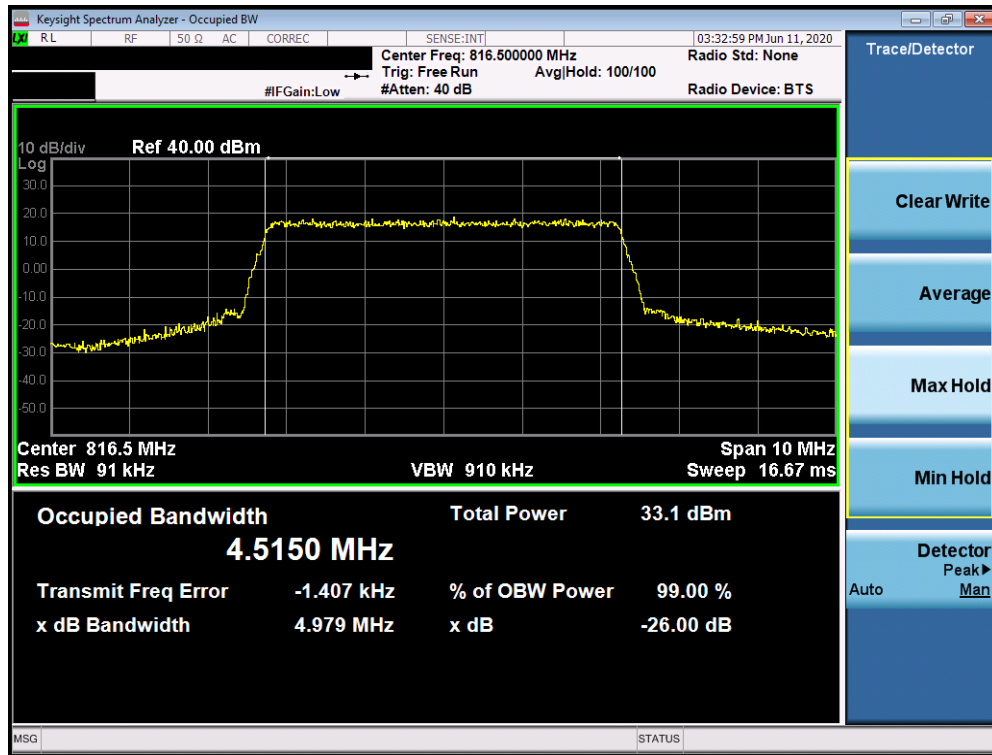 Keysight Spectrum Analyzer - Occupied BW
LXI RL RF 50 Ω AC CORREC SENSE:INT 03:32:59 PM Jun 11, 2020
Center Freq: 816.500000 MHz Radio Std: None
Trig: Free Run Avg|Hold: 100/100
#IFGain:Low #Atten: 40 dB Radio Device: BTS
10 dB/div Ref 40.00 dBm
Log
30.0
20.0
10.0
0.00
-10.0
-20.0
-30.0
-40.0
-50.0
Center 816.5 MHz Span 10 MHz
Res BW 91 kHz VBW 910 kHz Sweep 16.67 ms
Occupied Bandwidth Total Power 33.1 dBm
4.5150 MHz
Transmit Freq Error -1.407 kHz % of OBW Power 99.00 %
x dB Bandwidth 4.979 MHz x dB -26.00 dB
MSG STATUS
Trace/Detector
Clear Write
Average
Max Hold
Min Hold
Detector
Peak
Auto Man